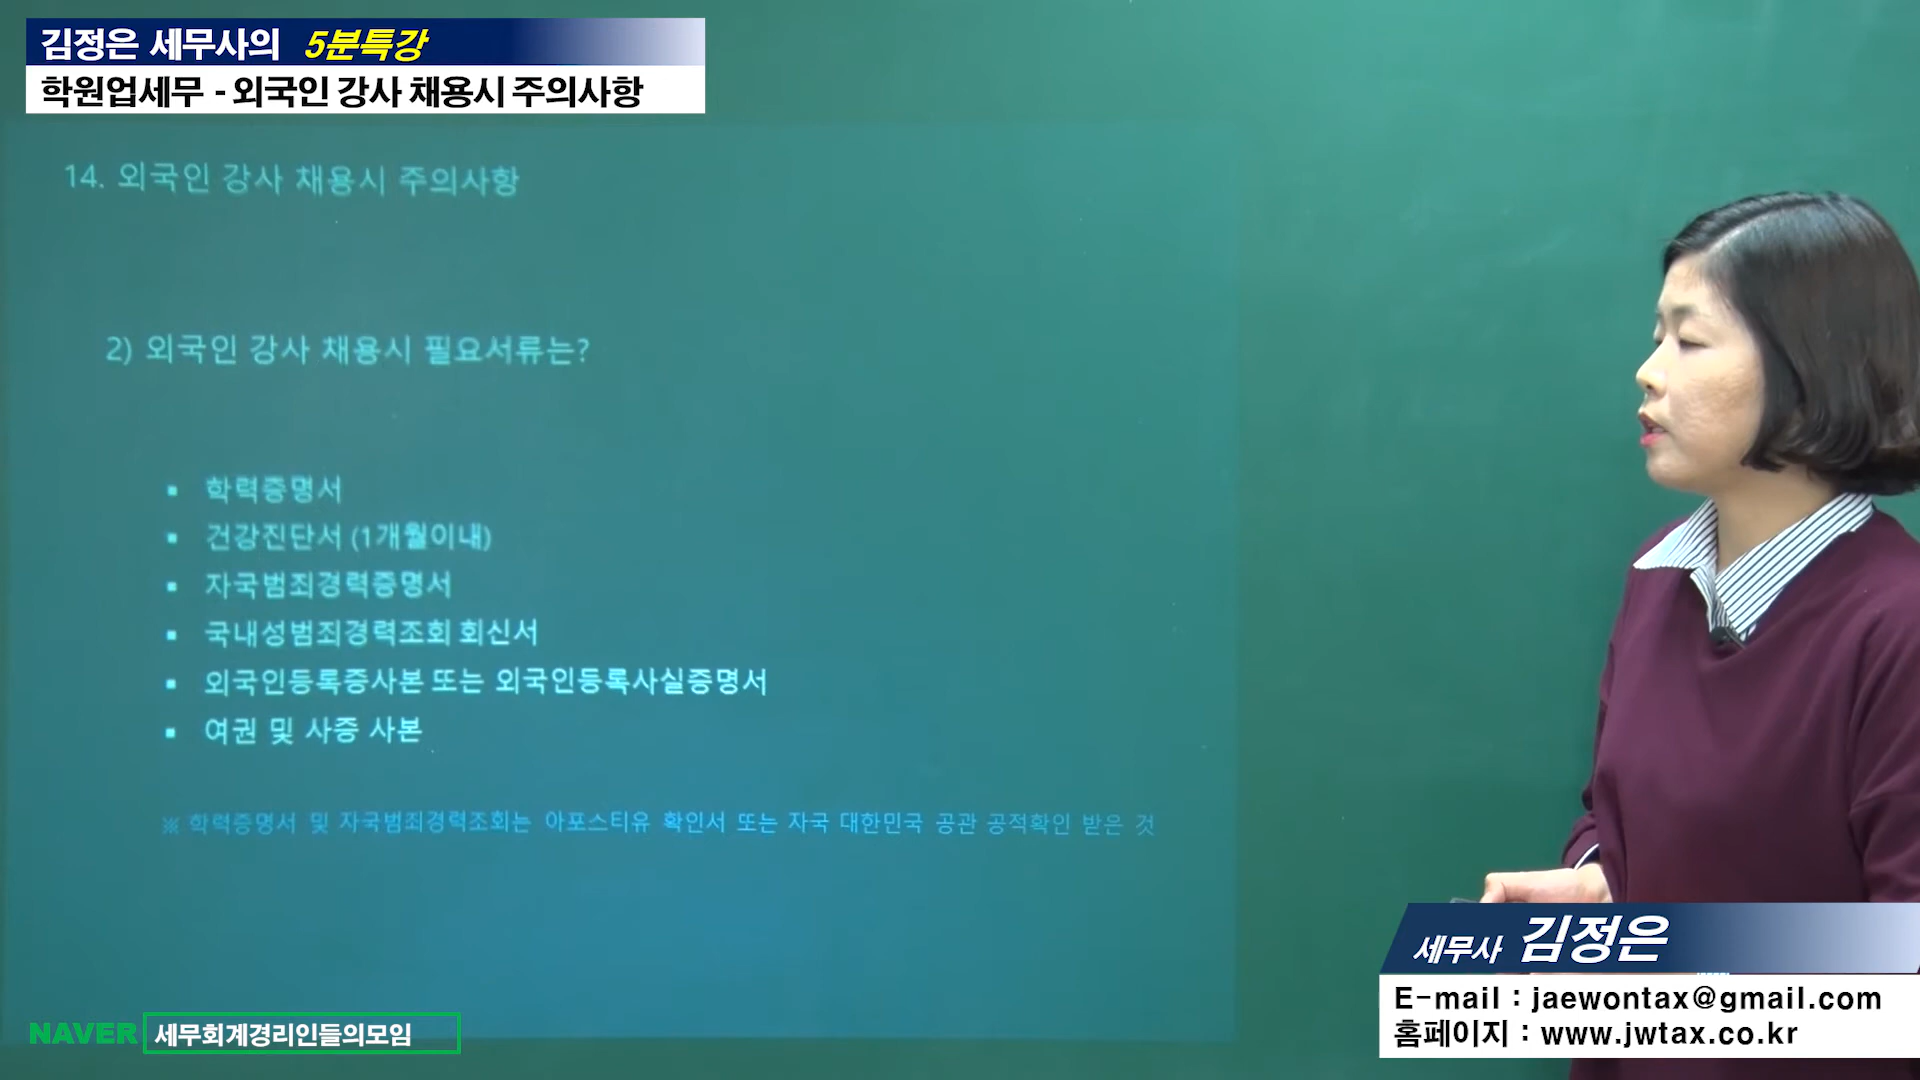 김정은 세무사의 5분특강
학원업세무 - 외국인 강사 채용시 주의사항
14. 외국인 강사 채용시 주의사항
2) 외국인 강사 채용시 필요서류는?
▪ 학력증명서
▪ 건강진단서 (1개월이내)
▪ 자국범죄경력증명서
▪ 국내성범죄경력조회 회신서
▪ 외국인등록증사본 또는 외국인등록사실증명서
▪ 여권 및 사증 사본
※ 학력증명서 및 자국범죄경력조회는 아포스티유 확인서 또는 자국 대한민국 공관 공적확인 받은 것
세무사 김정은
E-mail : jaewontax@gmail.com
홈페이지 : www.jwtax.co.kr
NAVER 세무회계경리인들의모임